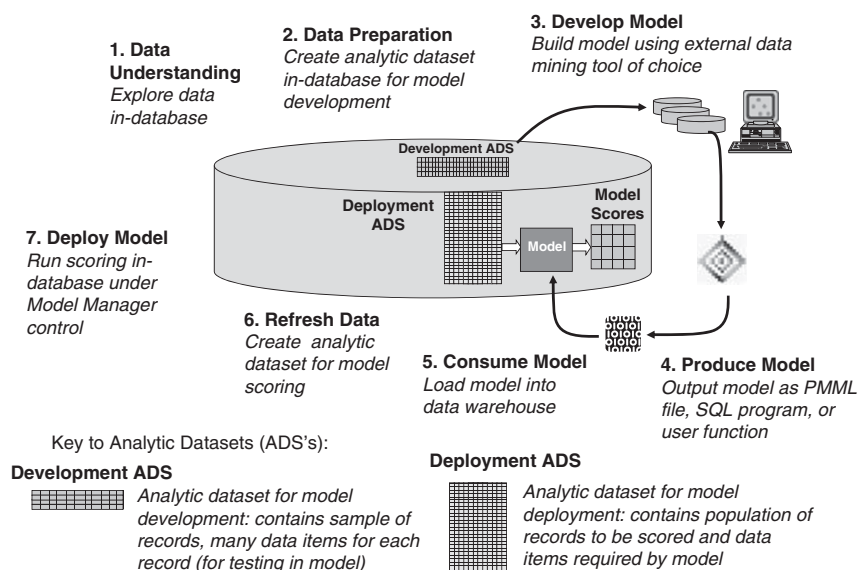 1. Data
Understanding
Explore data
in-database
2. Data Preparation
Create analytic dataset
in-database for model
development
3. Develop Model
Build model using external data
mining tool of choice
Development ADS
Deployment
ADS
Model
Model
Scores
7. Deploy Model
Run scoring in-
database under
Model Manager
control
6. Refresh Data
Create analytic
dataset for model
scoring
5. Consume Model
Load model into
data warehouse
4. Produce Model
Output model as PMML
file, SQL program, or
user function
Key to Analytic Datasets (ADS's):
Development ADS
Analytic dataset for model
development: contains sample of
records, many data items for each
record (for testing in model)
Deployment ADS
Analytic dataset for model
deployment: contains population of
records to be scored and data
items required by model